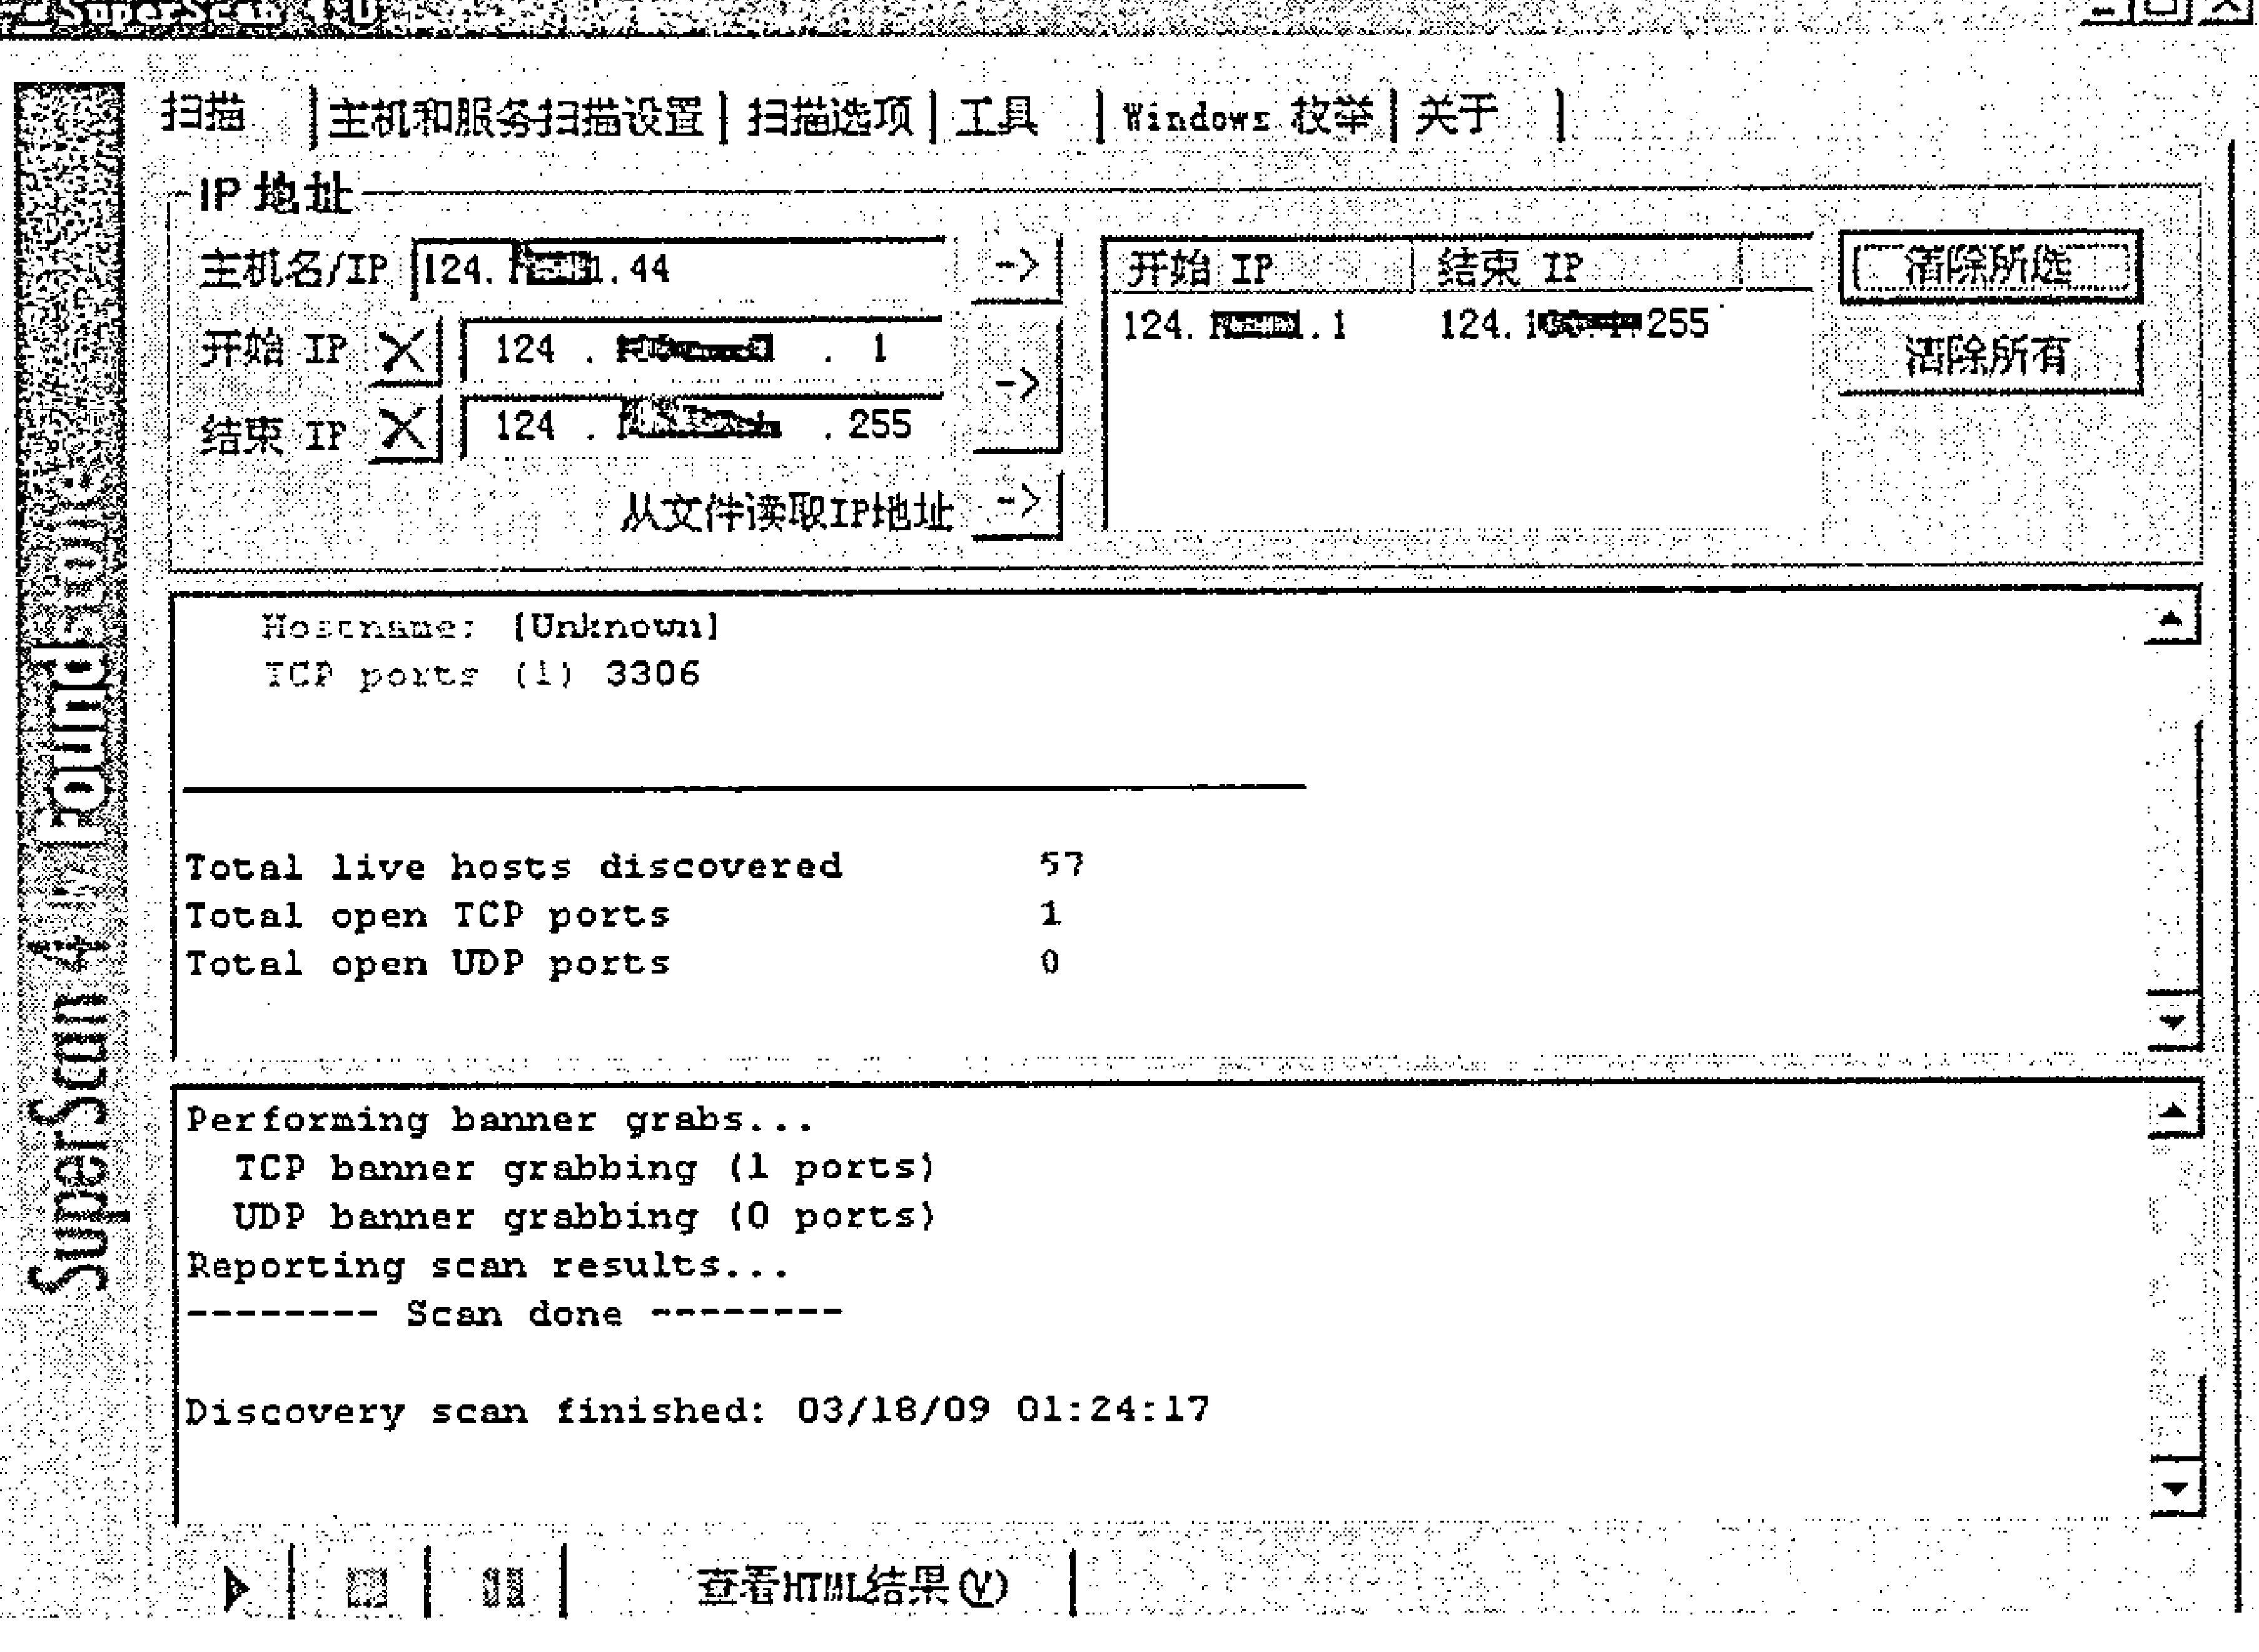 SuperScan 4.0
扫描 主机和服务扫描设置 扫描选项 工具 Windows 枚举 关于
IP 地址
主机名/IP 124. 1.44
开始 IP 124 . . 1
结束 IP 124 . . 255
从文件读取IP地址
-> -> ->
开始 IP 结束 IP
124. .1 124. 255
清除所选
清除所有
Hostname: [Unknown]
TCP ports (1) 3306
Total live hosts discovered 57
Total open TCP ports 1
Total open UDP ports 0
Performing banner grabs...
TCP banner grabbing (1 ports)
UDP banner grabbing (0 ports)
Reporting scan results...
-------- Scan done --------
Discovery scan finished: 03/18/09 01:24:17
查看HTML结果(V)
SuperScan 4 Foundstone